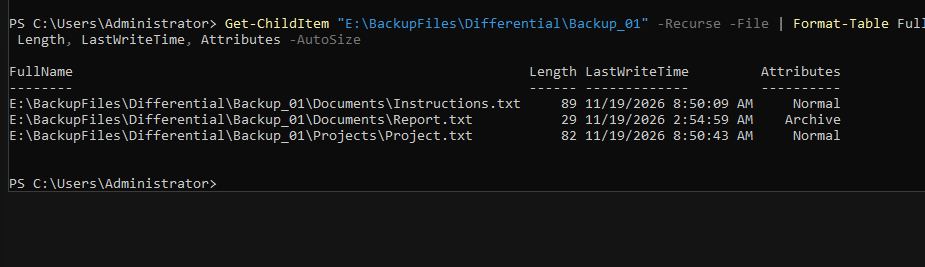 PS C:\Users\Administrator> Get-ChildItem "E:\BackupFiles\Differential\Backup_01" -Recurse -File | Format-Table Full
 Length, LastWriteTime, Attributes -AutoSize
FullName Length LastWriteTime Attributes
-------- ------ ------------- ----------
E:\BackupFiles\Differential\Backup_01\Documents\Instructions.txt 89 11/19/2026 8:50:09 AM Normal
E:\BackupFiles\Differential\Backup_01\Documents\Report.txt 29 11/19/2026 2:54:59 AM Archive
E:\BackupFiles\Differential\Backup_01\Projects\Project.txt 82 11/19/2026 8:50:43 AM Normal
PS C:\Users\Administrator>